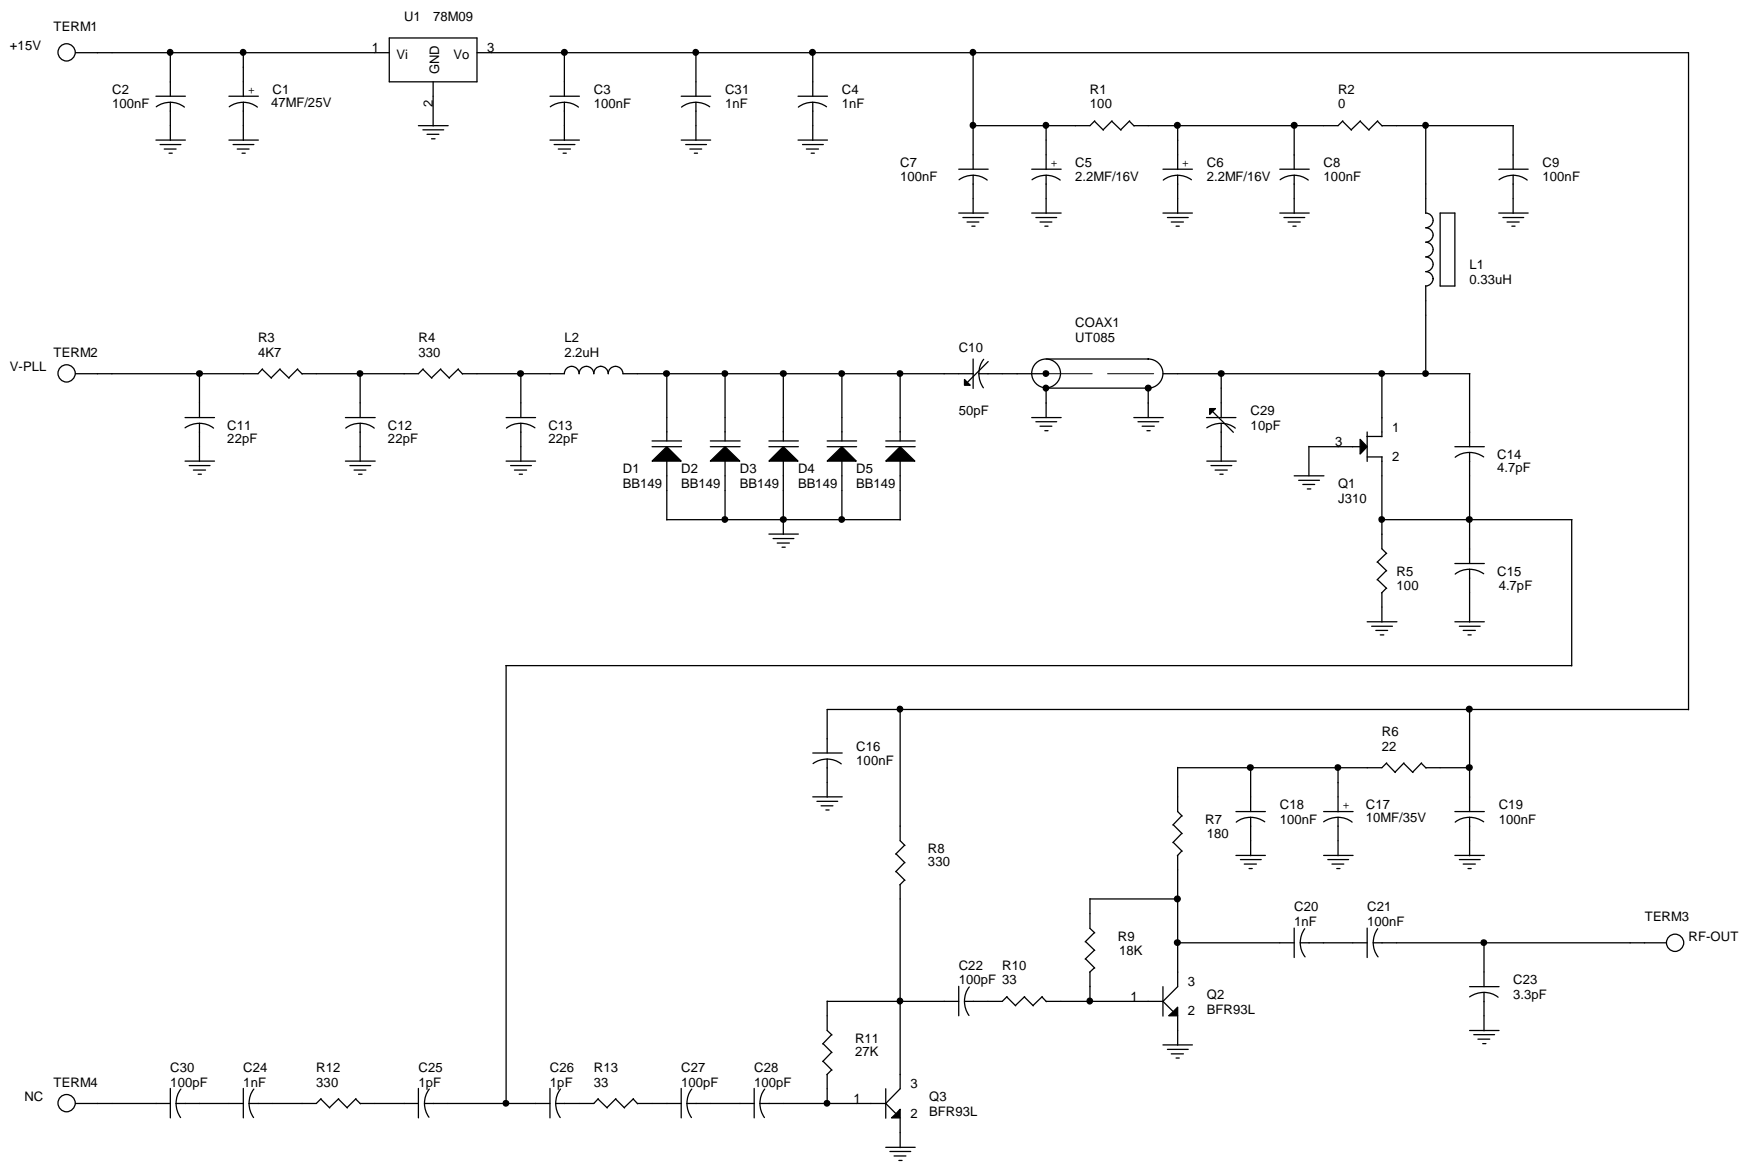 U1 78M09
TERM1
+15V
1
Vi
GND
Vo
3
2
C2
100nF
C1
47MF/25V
+
C3
100nF
C31
1nF
C4
1nF
R1
100
R2
0
C7
100nF
+
C5
2.2MF/16V
+
C6
2.2MF/16V
C8
100nF
C9
100nF
L1
0.33uH
TERM2
V-PLL
R3
4K7
R4
330
L2
2.2uH
C10
50pF
COAX1
UT085
C11
22pF
C12
22pF
C13
22pF
D1
BB149
D2
BB149
D3
BB149
D4
BB149
D5
BB149
C29
10pF
1
3
2
Q1
J310
C14
4.7pF
R5
100
C15
4.7pF
C16
100nF
R6
22
R8
330
R7
180
C18
100nF
+
C17
10MF/35V
C19
100nF
R9
18K
C20
1nF
C21
100nF
TERM3
RF-OUT
C22
100pF
R10
33
1
3
2
Q2
BFR93L
C23
3.3pF
R11
27K
TERM4
NC
C30
100pF
C24
1nF
R12
330
C25
1pF
C26
1pF
R13
33
C27
100pF
C28
100pF
1
3
2
Q3
BFR93L